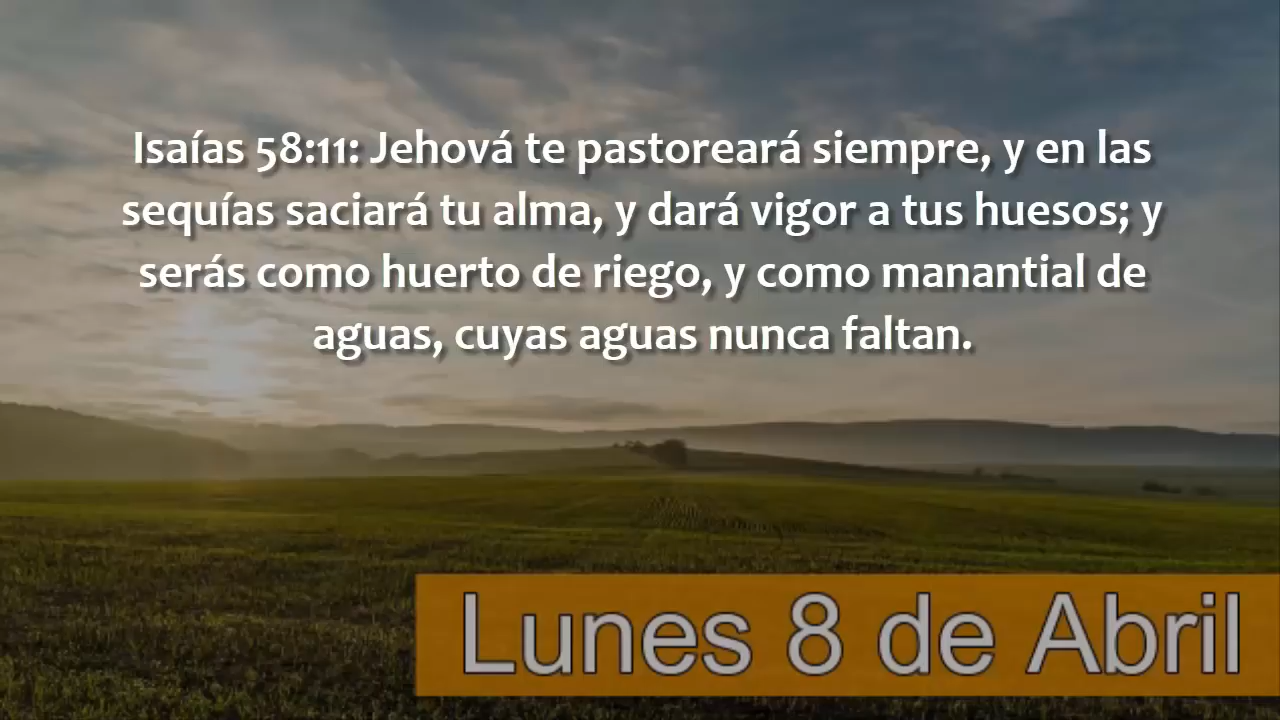 Isaías 58:11: Jehová te pastoreará siempre, y en las
sequías saciará tu alma, y dará vigor a tus huesos; y
serás como huerto de riego, y como manantial de
aguas, cuyas aguas nunca faltan.
Lunes 8 de Abril